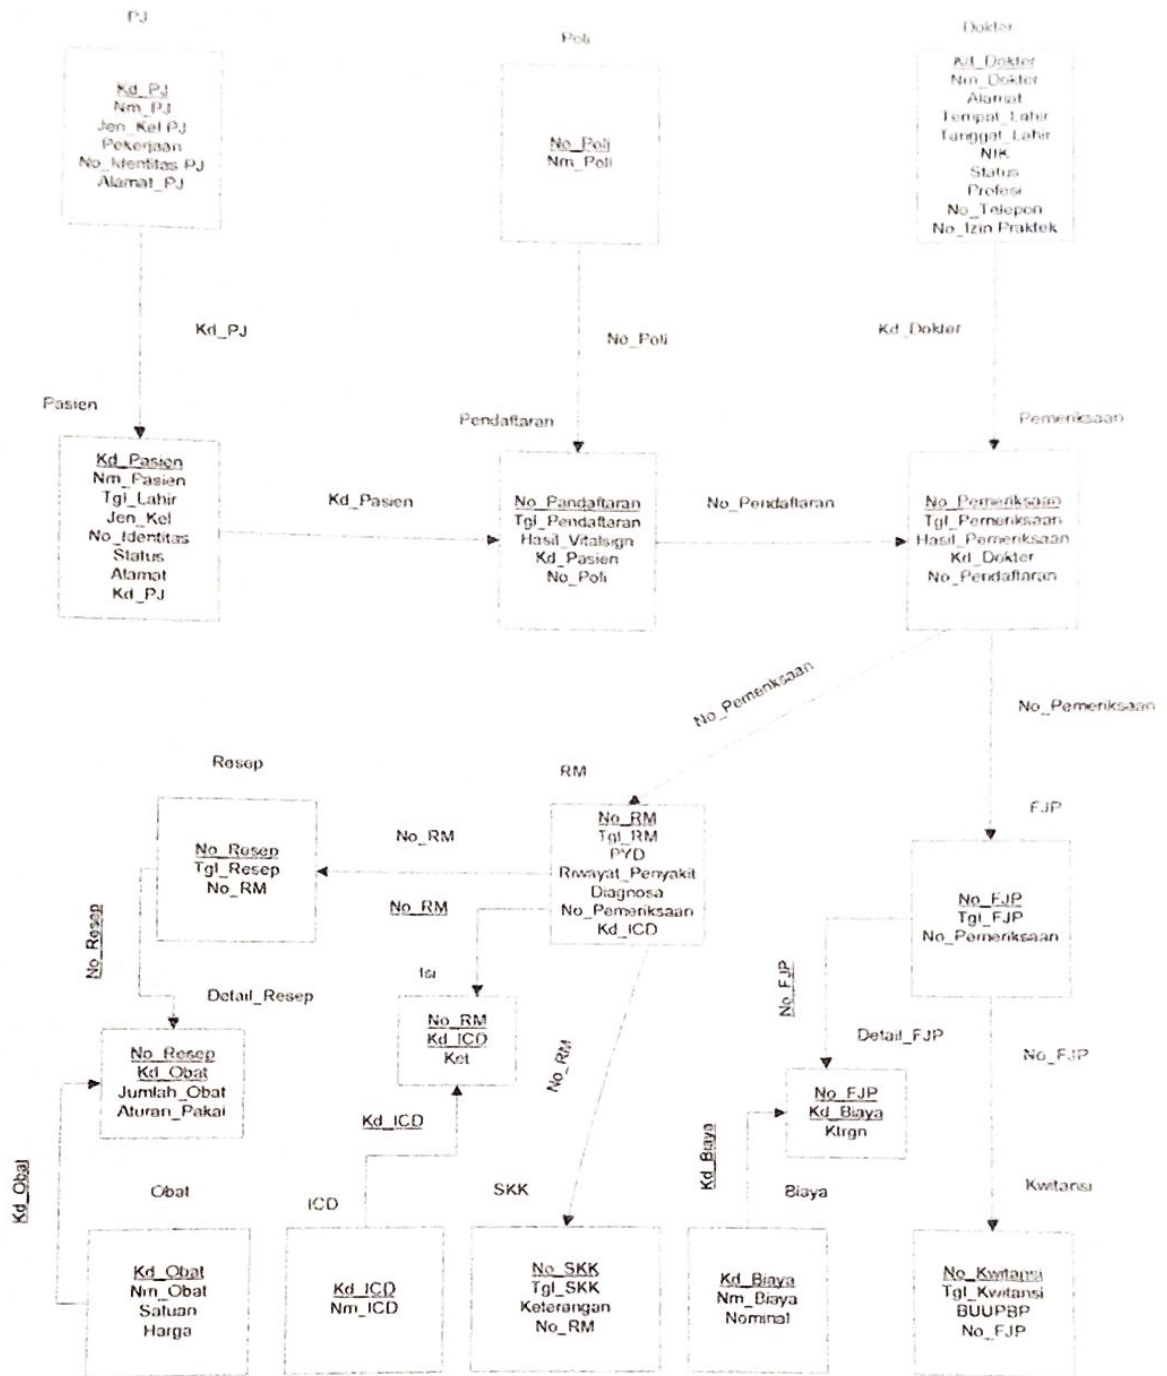 PJ
Kd_PJ
Nm_PJ
Jen_Kel PJ
Pekerjaan
No_Identitas PJ
Alamat_PJ
Poli
No_Poli
Nm_Poli
Dokter
Kd_Dokter
Nm_Dokter
Alamat
Tempat_Lahir
Tanggal_Lahir
NIK
Status
Profesi
No_Telepon
No_Izin Praktek
Kd_PJ
No_Poli
Kd_Dokter
Pasien
Kd_Pasien
Nm_Pasien
Tgl_Lahir
Jen_Kel
No_Identitas
Status
Alamat
Kd_PJ
Kd_Pasien
Pendaftaran
No_Pandaftaran
Tgl_Pendaftaran
Hasil_Vitalsign
Kd_Pasien
No_Poli
No_Pendaftaran
Pemeriksaan
No_Pemeriksaan
Tgl_Pemeriksaan
Hasil_Pemeriksaan
Kd_Dokter
No_Pendaftaran
No_Pemeriksaan
No_Pemeriksaan
Resep
No_Resep
Tgl_Resep
No_RM
No_RM
No_RM
RM
No_RM
Tgl_RM
PYD
Riwayat_Penyakit
Diagnosa
No_Pemeriksaan
Kd_ICD
FJP
No_FJP
Tgl_FJP
No_Pemeriksaan
No_Resep
Detail_Resep
No_Resep
Kd_Obat
Jumlah_Obat
Aturan_Pakai
Isi
No_RM
Kd_ICD
Ket
No_RM
No_FJP
Detail_FJP
No_FJP
Kd_Biaya
Ktrgn
No_FJP
Kd_Obat
Kd_ICD
Kd_Biaya
Obat
Kd_Obat
Nm_Obat
Satuan
Harga
ICD
Kd_ICD
Nm_ICD
SKK
No_SKK
Tgl_SKK
Keterangan
No_RM
Biaya
Kd_Biaya
Nm_Biaya
Nominal
Kwitansi
No_Kwitansi
Tgl_Kwitansi
BUUPBP
No_FJP